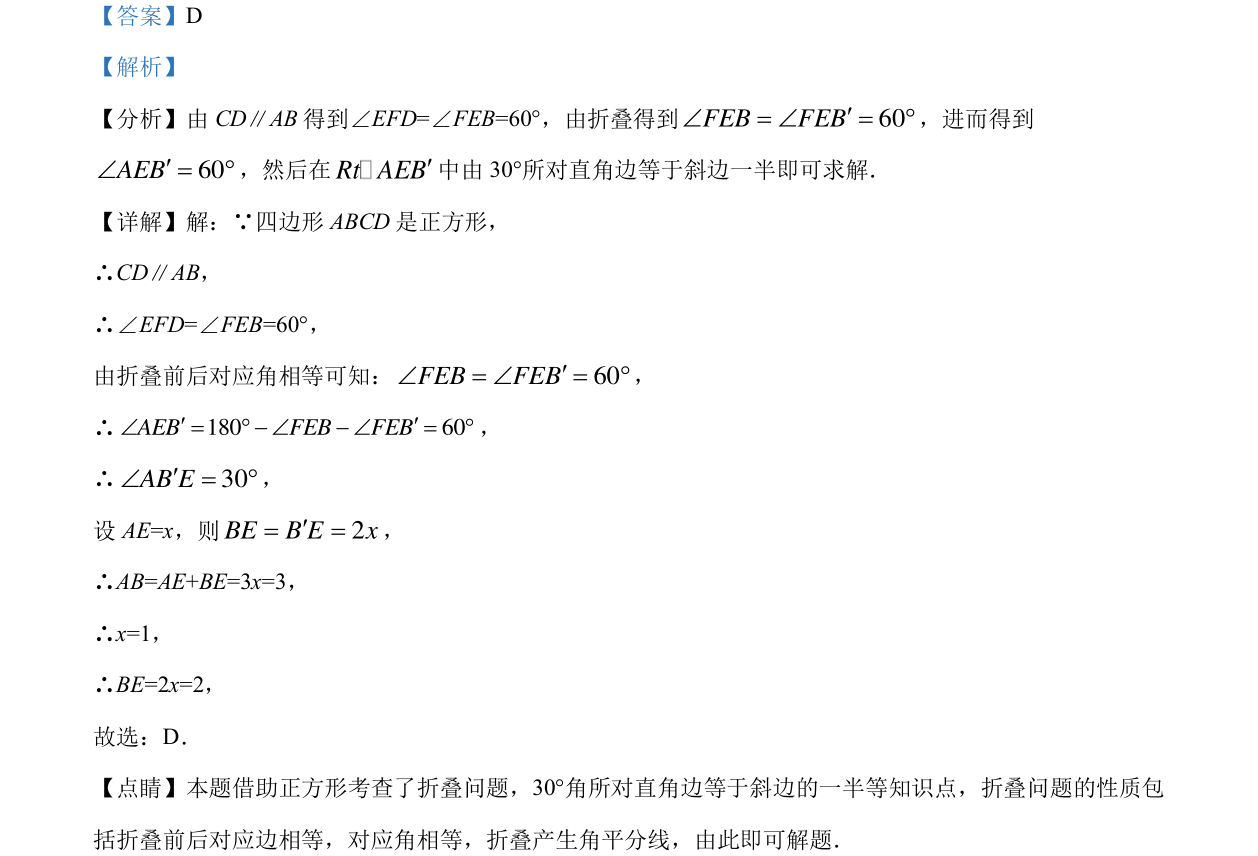 【答案】D
【解析】
【分析】由 CD∥AB 得到∠EFD=∠FEB=60°，由折叠得到∠FEB = ∠FEB′ = 60°，进而得到
∠AEB′ = 60°，然后在 Rt□ AEB′ 中由 30°所对直角边等于斜边一半即可求解．
【详解】解：∵四边形 ABCD 是正方形，
∴CD∥AB，
∴∠EFD=∠FEB=60°，
由折叠前后对应角相等可知：∠FEB = ∠FEB′ = 60°，
∴ ∠AEB′ = 180° − ∠FEB − ∠FEB′ = 60°，
∴ ∠AB′E = 30°，
设 AE=x，则 BE = B′E = 2x，
∴AB=AE+BE=3x=3，
∴x=1，
∴BE=2x=2，
故选：D．
【点睛】本题借助正方形考查了折叠问题，30°角所对直角边等于斜边的一半等知识点，折叠问题的性质包
括折叠前后对应边相等，对应角相等，折叠产生角平分线，由此即可解题．